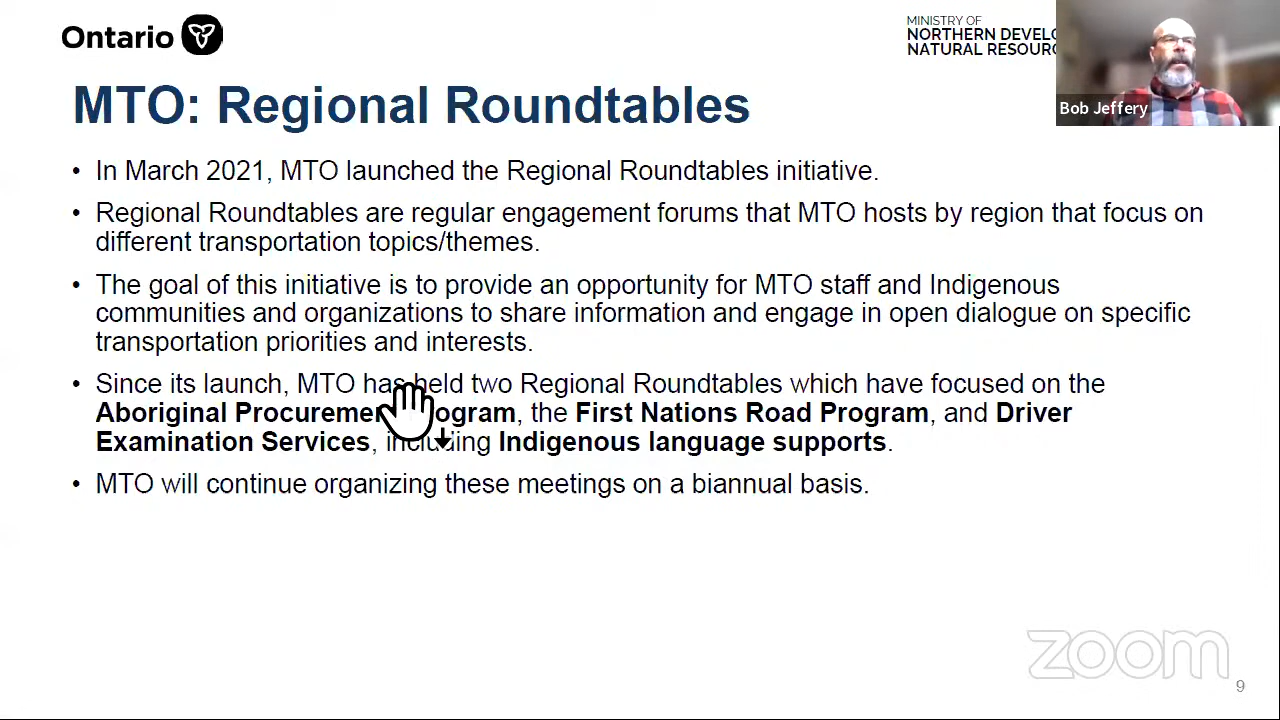 Ontario
MINISTRY OF
NORTHERN DEVEL
NATURAL RESOUR
Bob Jeffery
MTO: Regional Roundtables
• In March 2021, MTO launched the Regional Roundtables initiative.
• Regional Roundtables are regular engagement forums that MTO hosts by region that focus on
different transportation topics/themes.
• The goal of this initiative is to provide an opportunity for MTO staff and Indigenous
communities and organizations to share information and engage in open dialogue on specific
transportation priorities and interests.
• Since its launch, MTO has held two Regional Roundtables which have focused on the
Aboriginal Procurement Program, the First Nations Road Program, and Driver
Examination Services, including Indigenous language supports.
• MTO will continue organizing these meetings on a biannual basis.
zoom
9